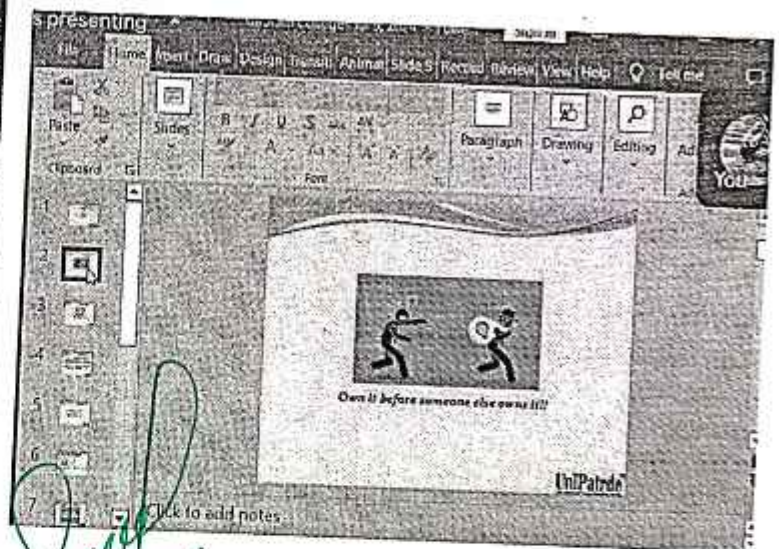 s presenting
File Home Insert Draw Design Transiti Animat Slide S Record Review View Help Tell me
Paste
Slides
Paragraph
Drawing
Editing
Ad
You
B I U S
Clipboard
Font
1
2
3
4
5
6
7
Own it before someone else owns it!!
UniPatrde
Click to add notes